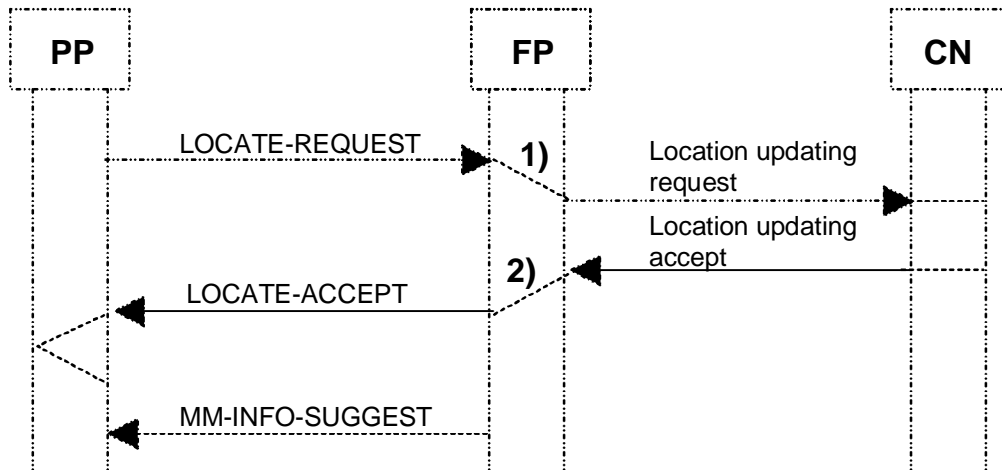 PP
FP
CN
LOCATE-REQUEST
1)
Location updating
request
Location updating
accept
2)
LOCATE-ACCEPT
MM-INFO-SUGGEST